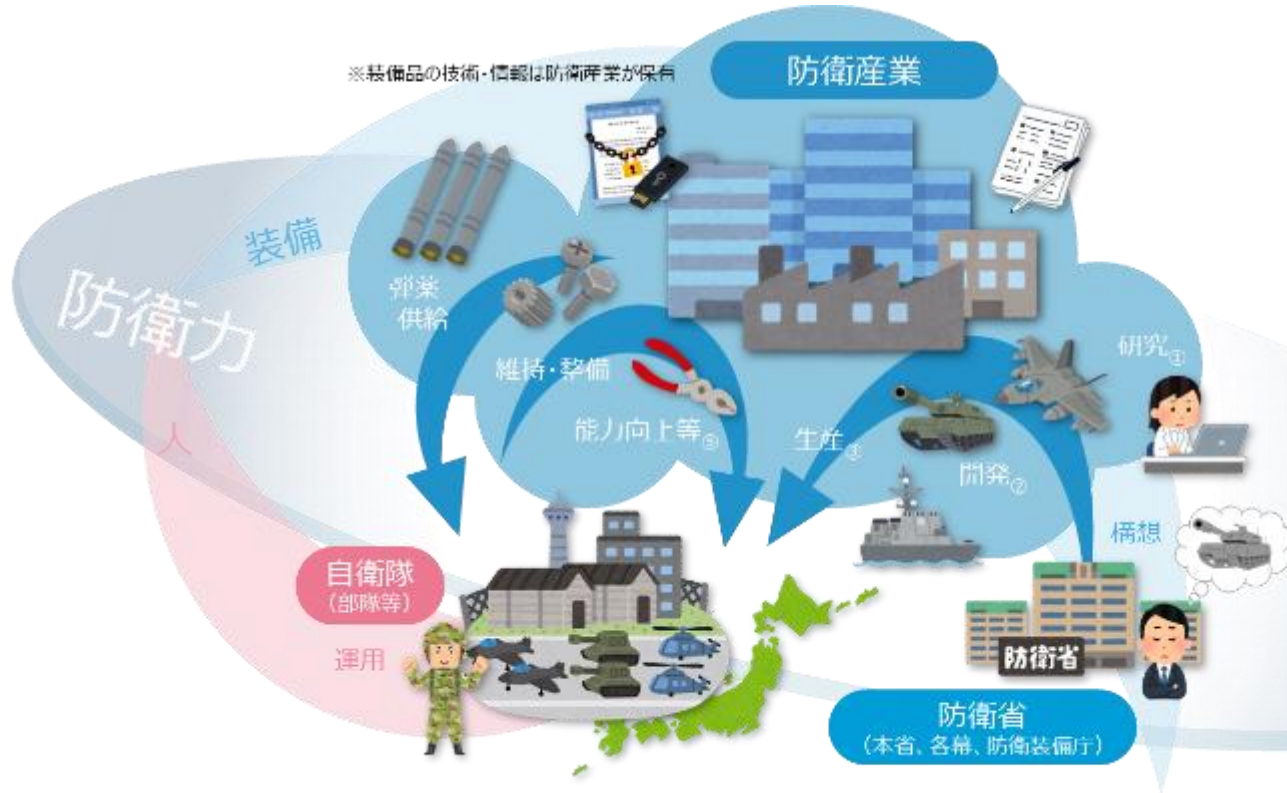 ※装備品の技術・情報は防衛産業が保有
防衛産業
装備
防衛力
弾薬
供給
維持・整備
能力向上等⑤
生産③
開発②
研究①
構想
人
自衛隊
(部隊等)
運用
防衛省
防衛省
(本省、各幕、防衛装備庁)